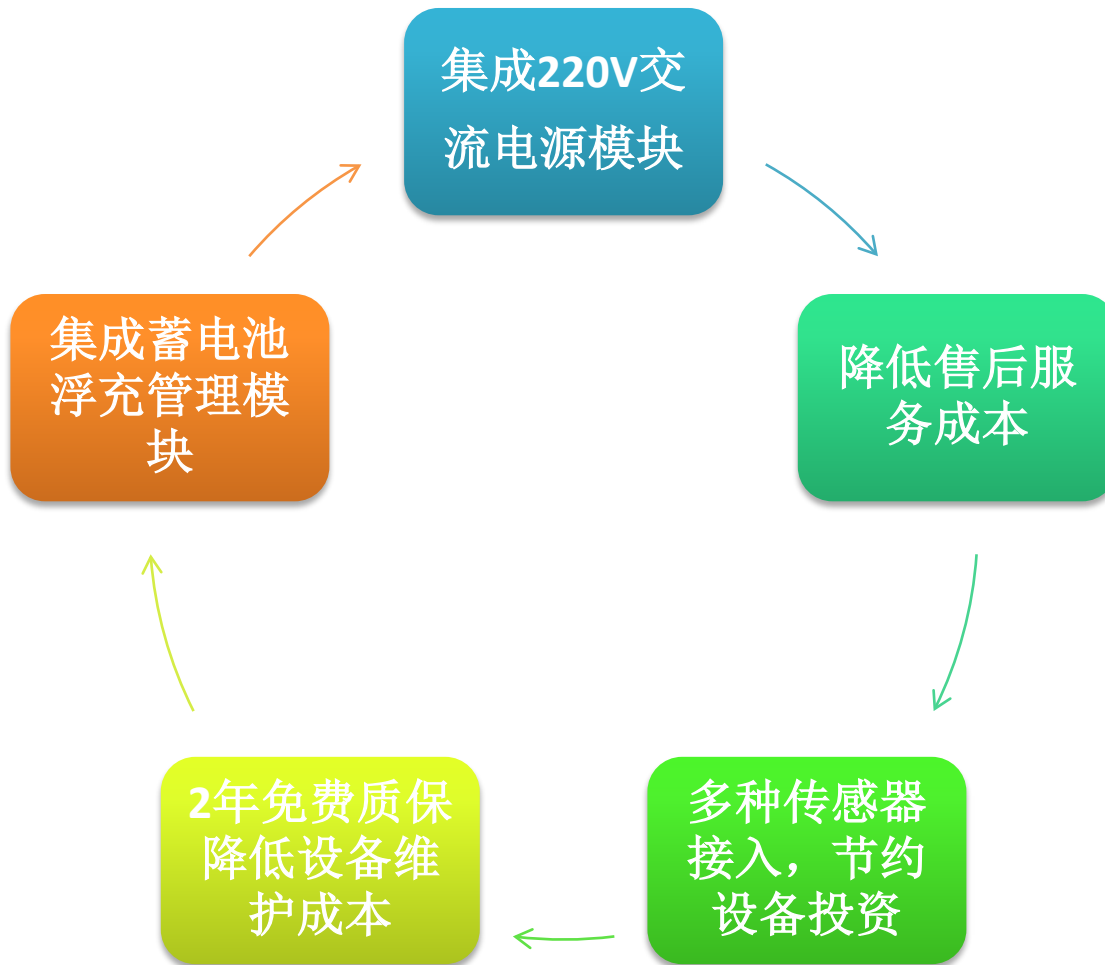 集成220V交
流电源模块
降低售后服
务成本
多种传感器
接入，节约
设备投资
2年免费质保
降低设备维
护成本
集成蓄电池
浮充管理模
块